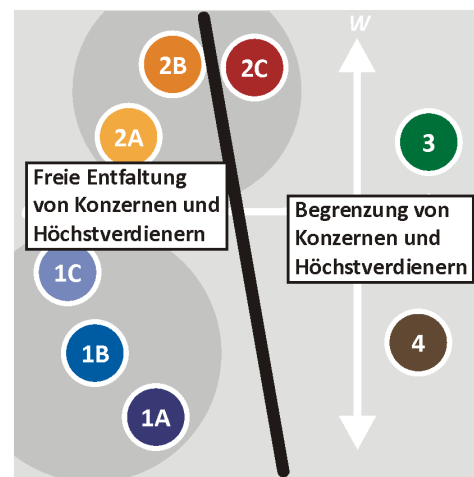 W
2B
2C
2A
3
Freie Entfaltung
von Konzernen und
Höchstverdienern
Begrenzung von
Konzernen und
Höchstverdienern
1C
1B
4
1A